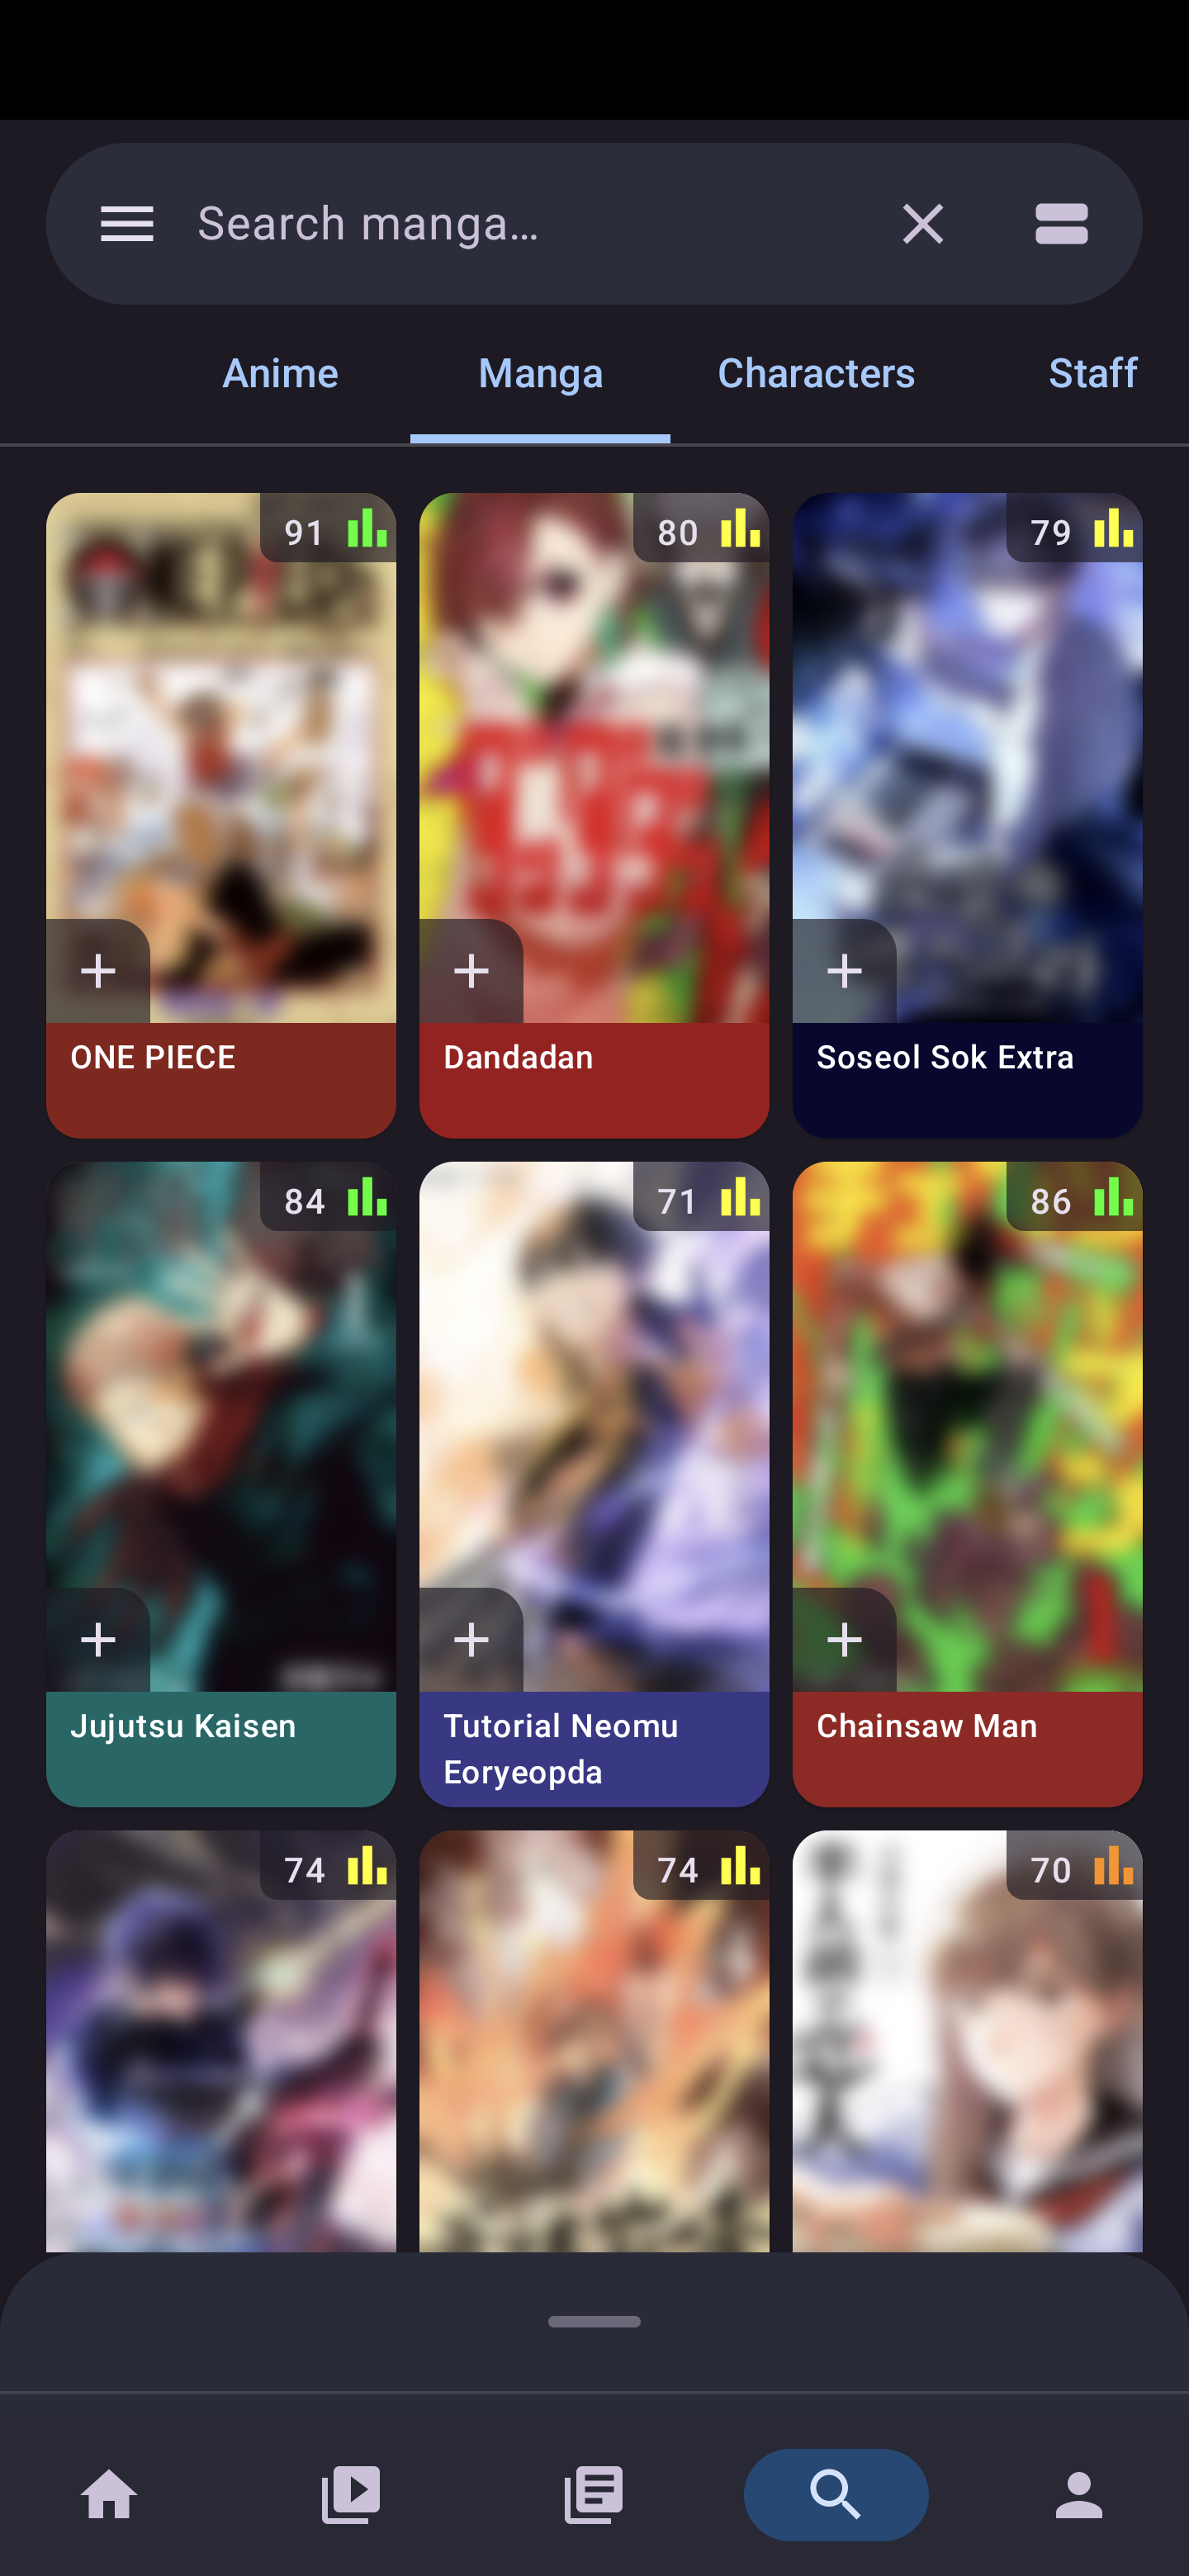 Search manga…
Anime
Manga
Characters
Staff
91
80
79
ONE PIECE
Dandadan
Soseol Sok Extra
84
71
86
Jujutsu Kaisen
Tutorial Neomu
Eoryeopda
Chainsaw Man
74
74
70